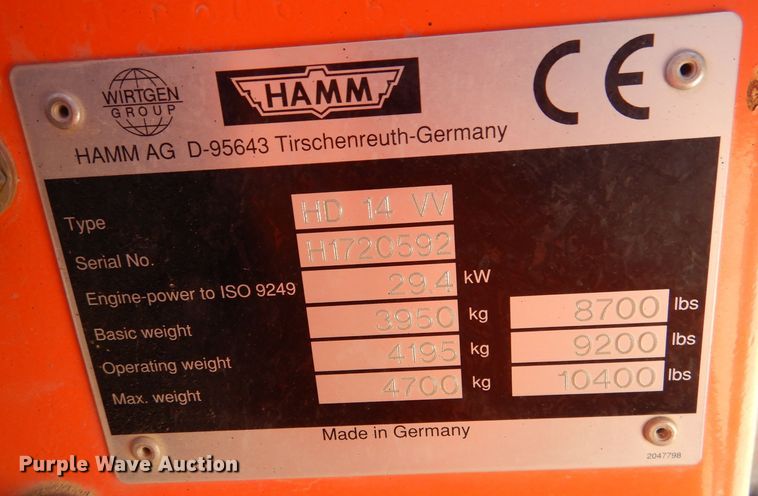 WIRTGEN
GROUP
HAMM
CE
HAMM AG D-95643 Tirschenreuth-Germany
Type HD 14 VV
Serial No. H1720592
Engine-power to ISO 9249 29.4 kW
Basic weight 3950 kg 8700 lbs
Operating weight 4195 kg 9200 lbs
Max. weight 4700 kg 10400 lbs
Made in Germany
2047798
Purple Wave Auction